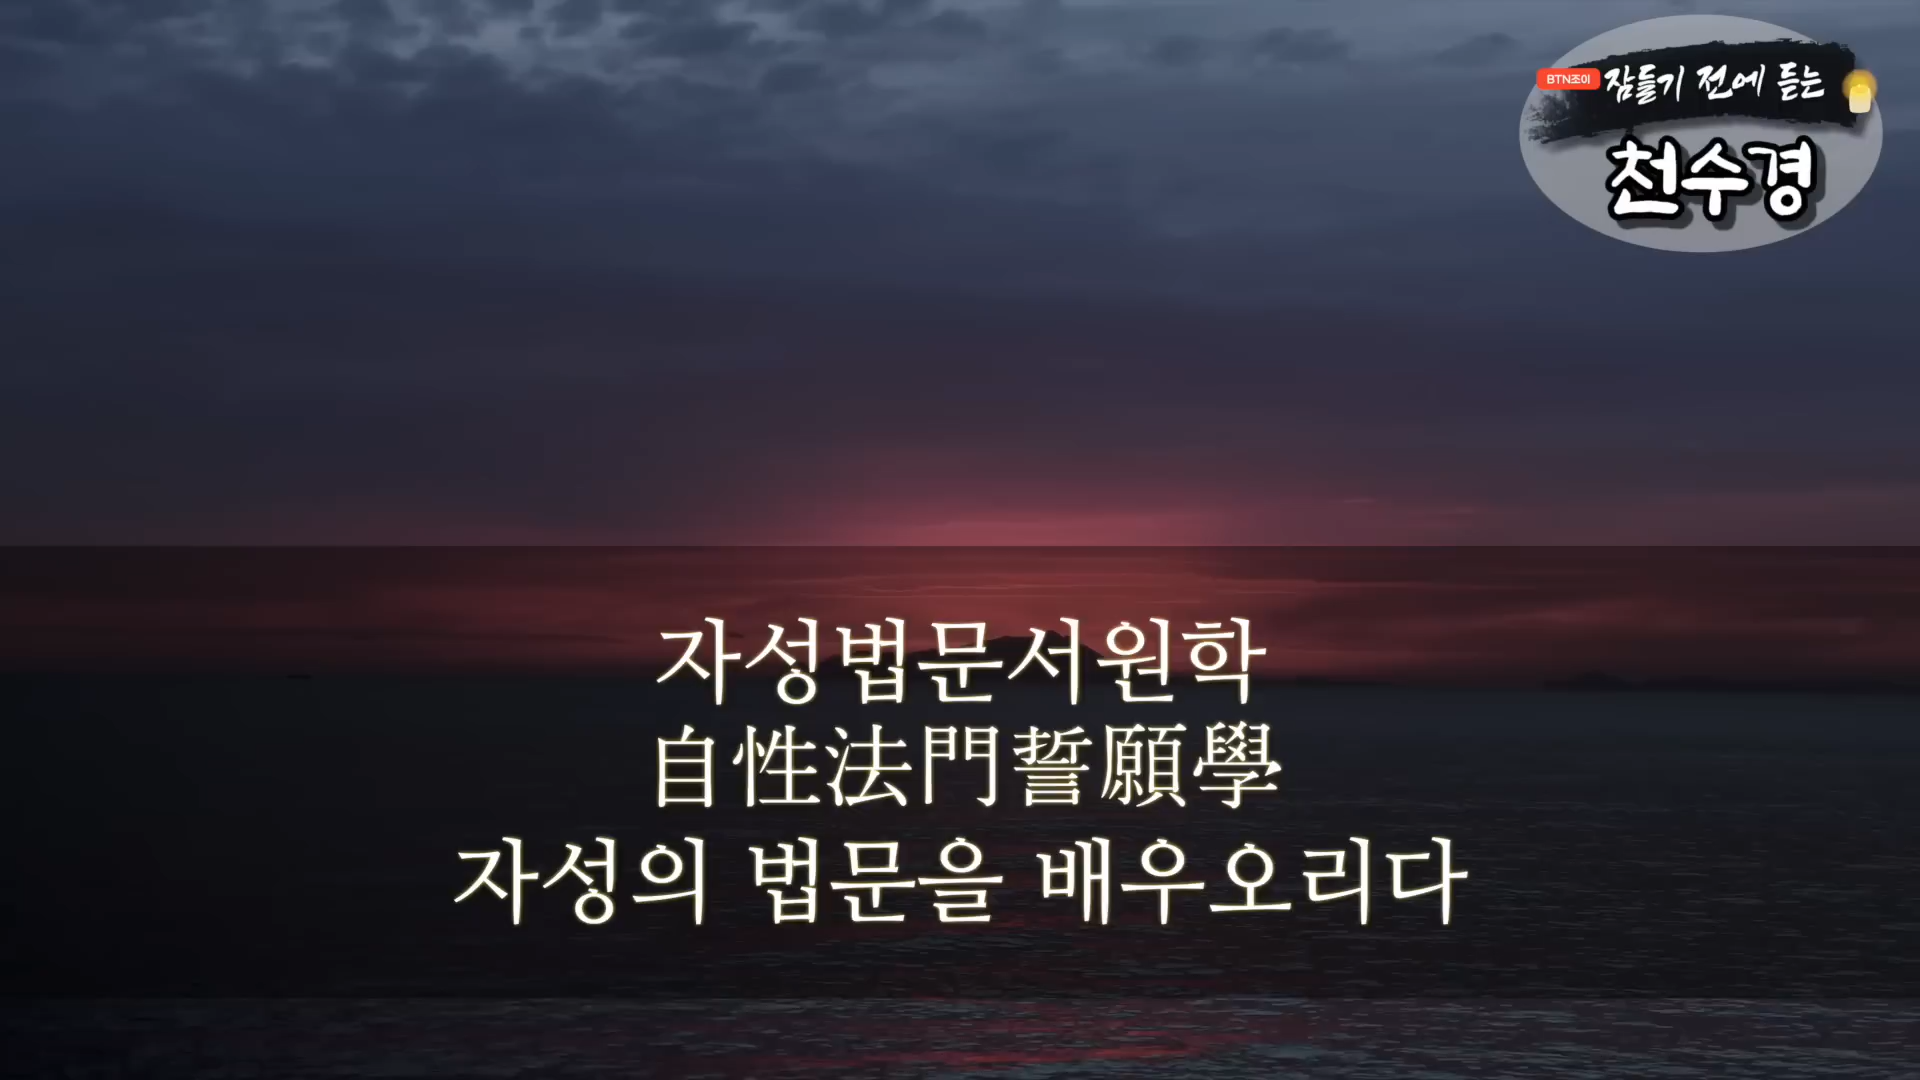 BTN조이
잠들기 전에 듣는
천수경
자성법문서원학
自性法門誓願學
자성의 법문을 배우오리다